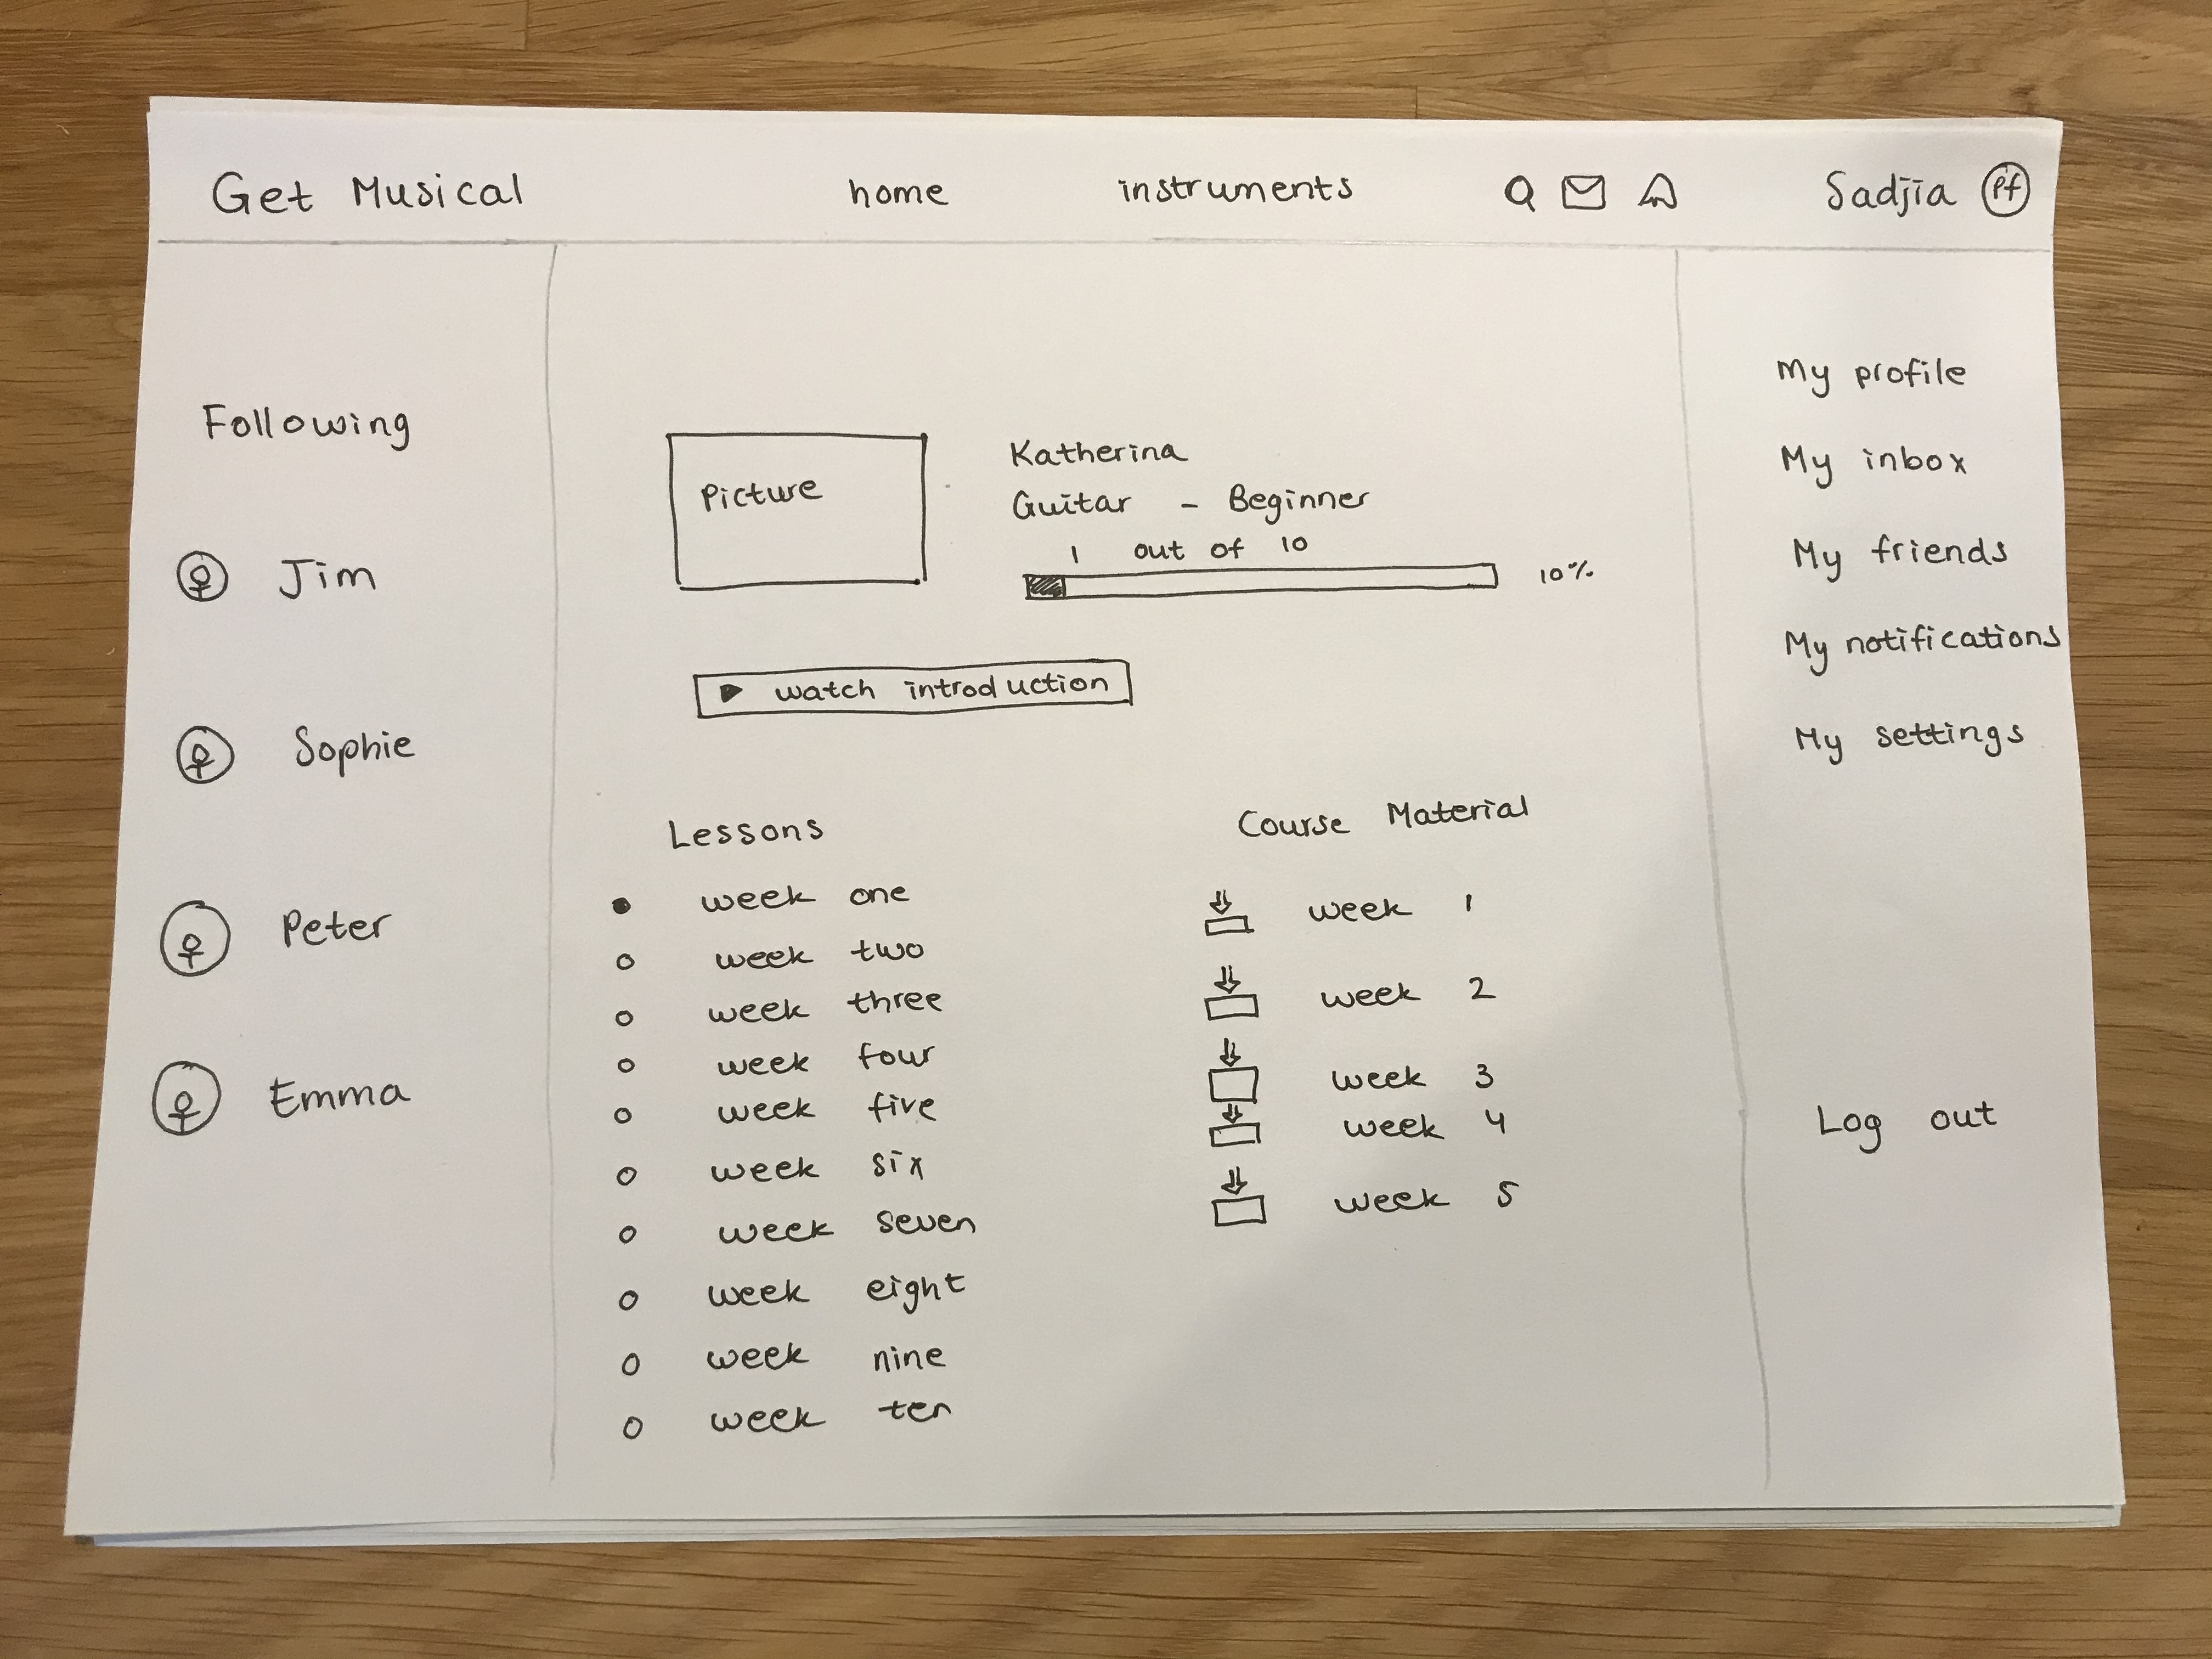 Get Musical home instruments Sadjia Pf
Following
Jim
Sophie
Peter
Emma
Picture
Katherina
Guitar - Beginner
1 out of 10
10%
watch introduction
Lessons
week one
week two
week three
week four
week five
week six
week seven
week eight
week nine
week ten
Course Material
week 1
week 2
week 3
week 4
week 5
My profile
My inbox
My friends
My notifications
My settings
Log out